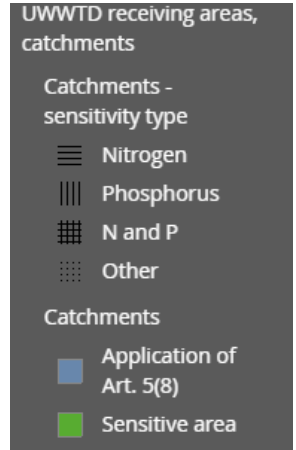 UWWTD receiving areas,
catchments
Catchments -
sensitivity type
Nitrogen
Phosphorus
N and P
Other
Catchments
Application of
Art. 5(8)
Sensitive area